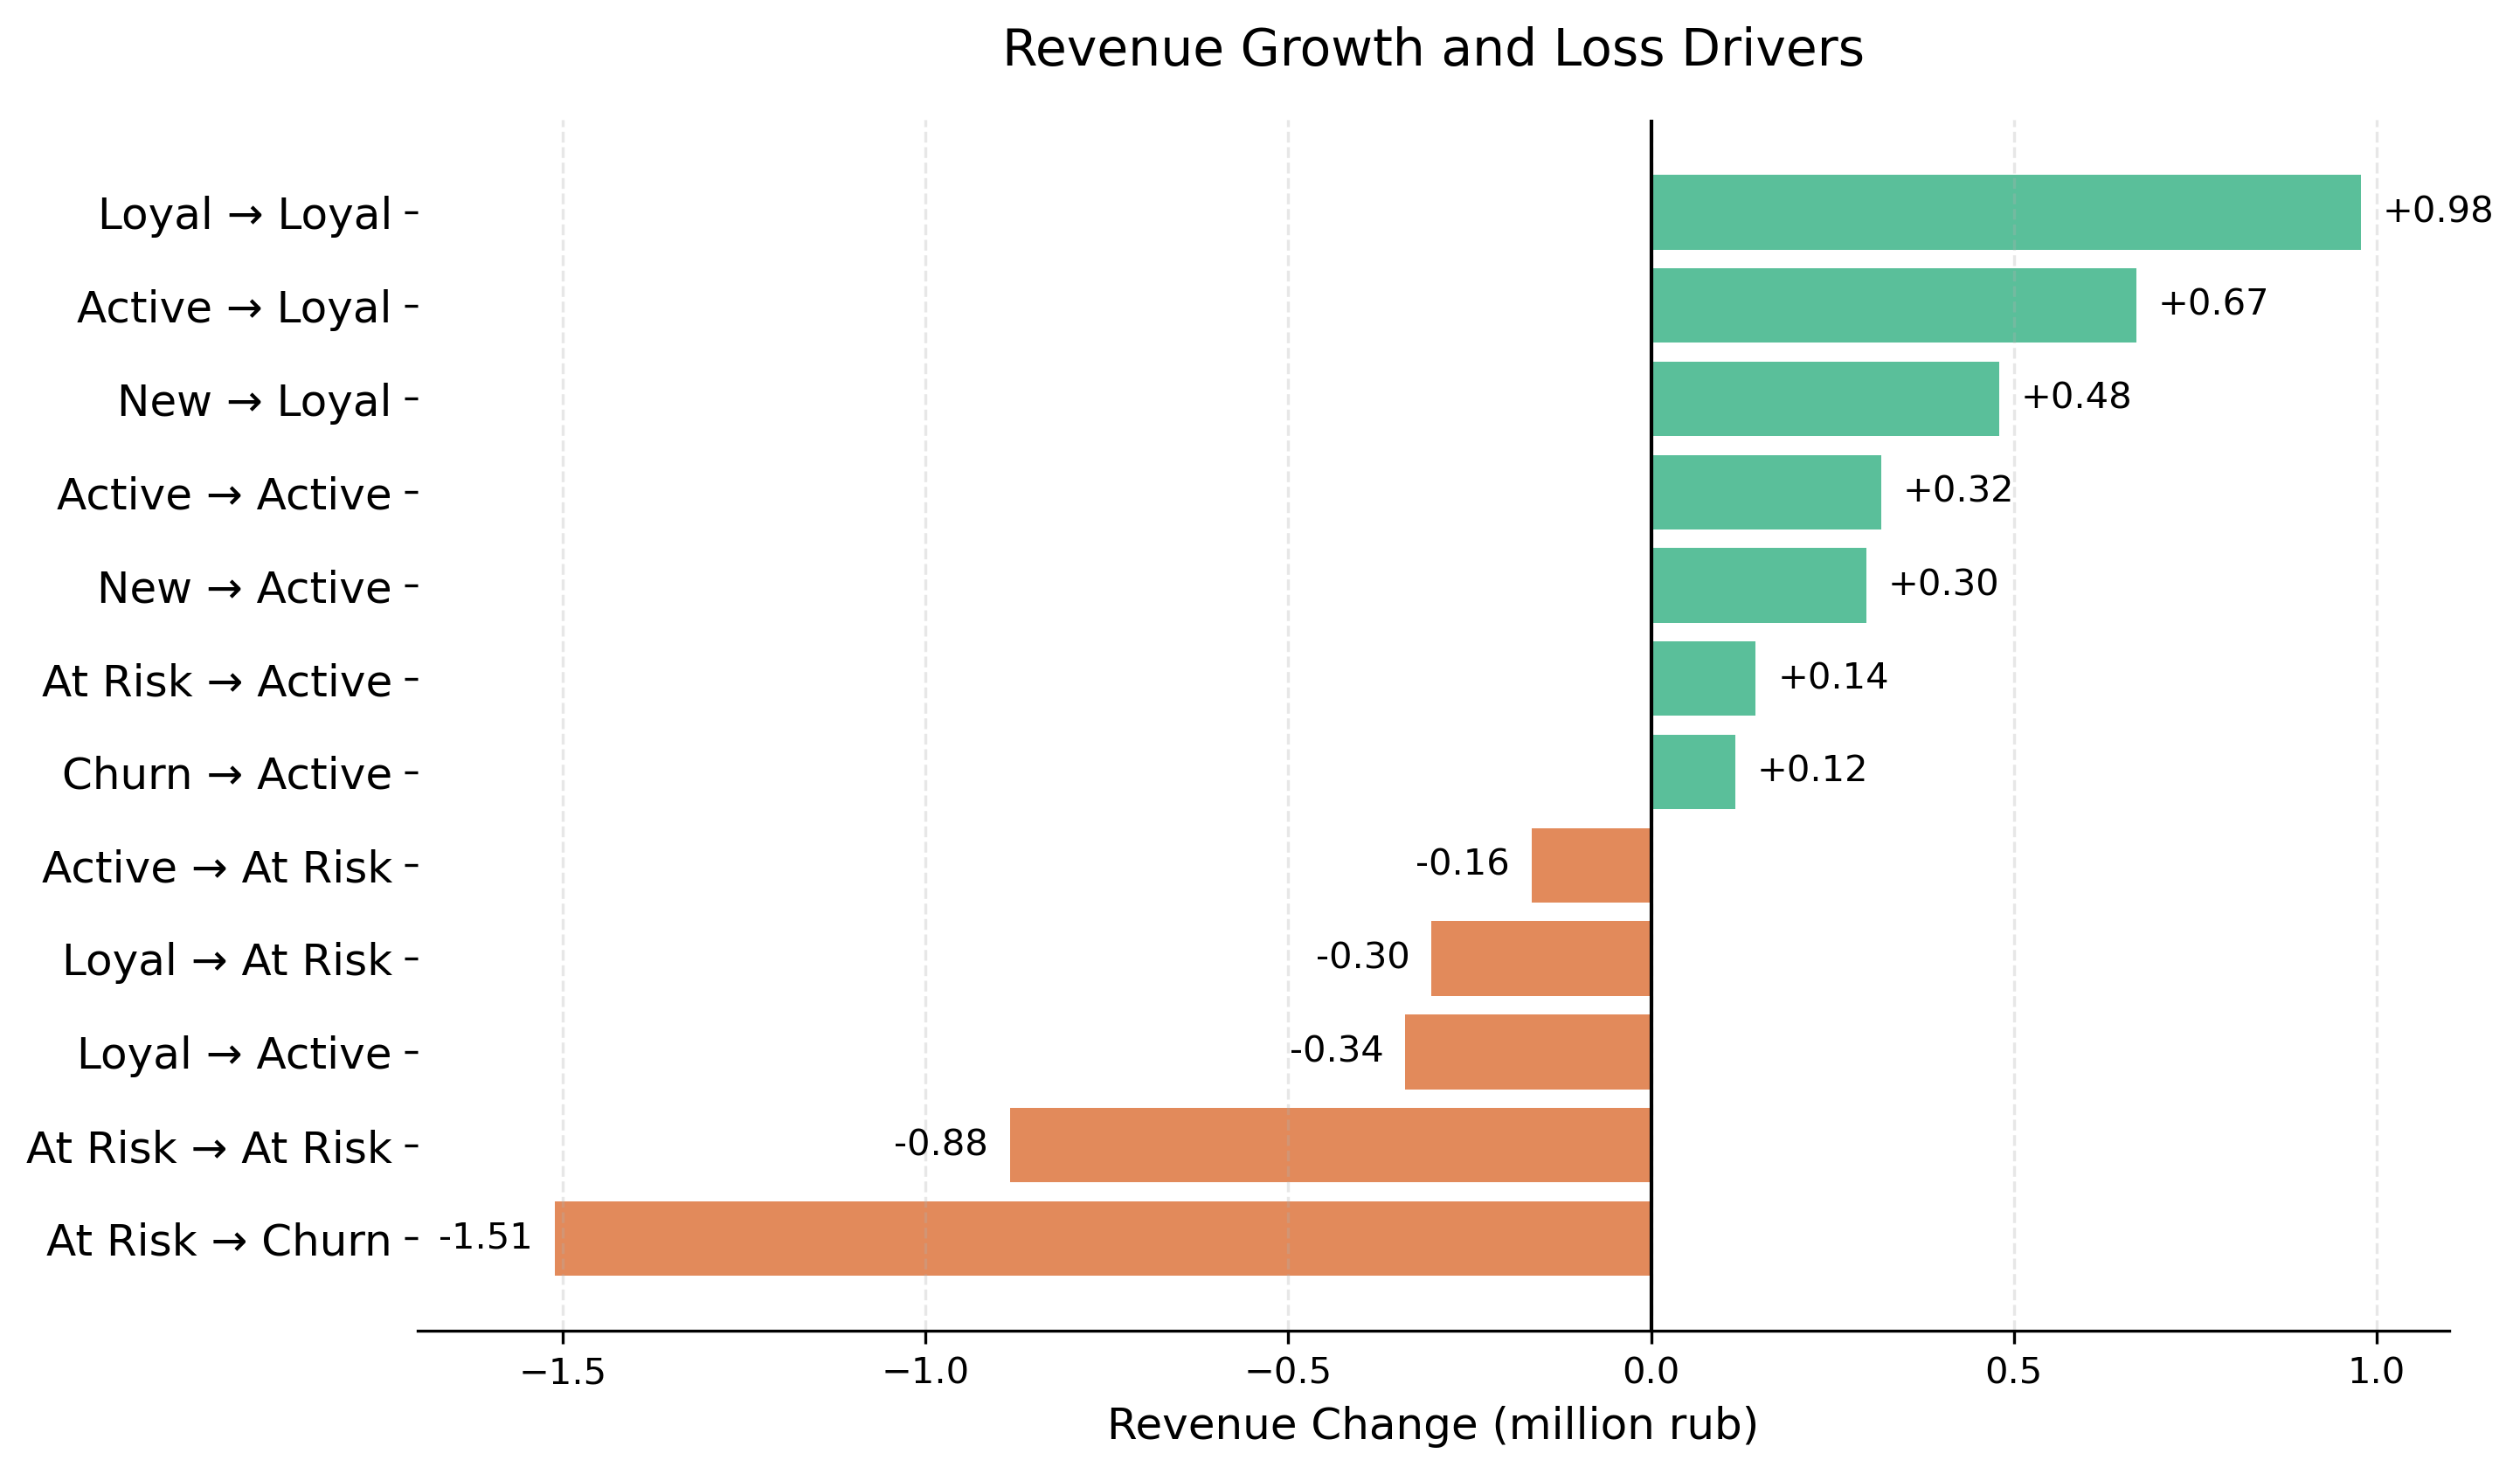 Revenue Growth and Loss Drivers
Loyal → Loyal
+0.98
Active → Loyal
+0.67
New → Loyal
+0.48
Active → Active
+0.32
New → Active
+0.30
At Risk → Active
+0.14
Churn → Active
+0.12
Active → At Risk
-0.16
Loyal → At Risk
-0.30
Loyal → Active
-0.34
At Risk → At Risk
-0.88
At Risk → Churn
-1.51
−1.5 −1.0 −0.5 0.0 0.5 1.0
Revenue Change (million rub)